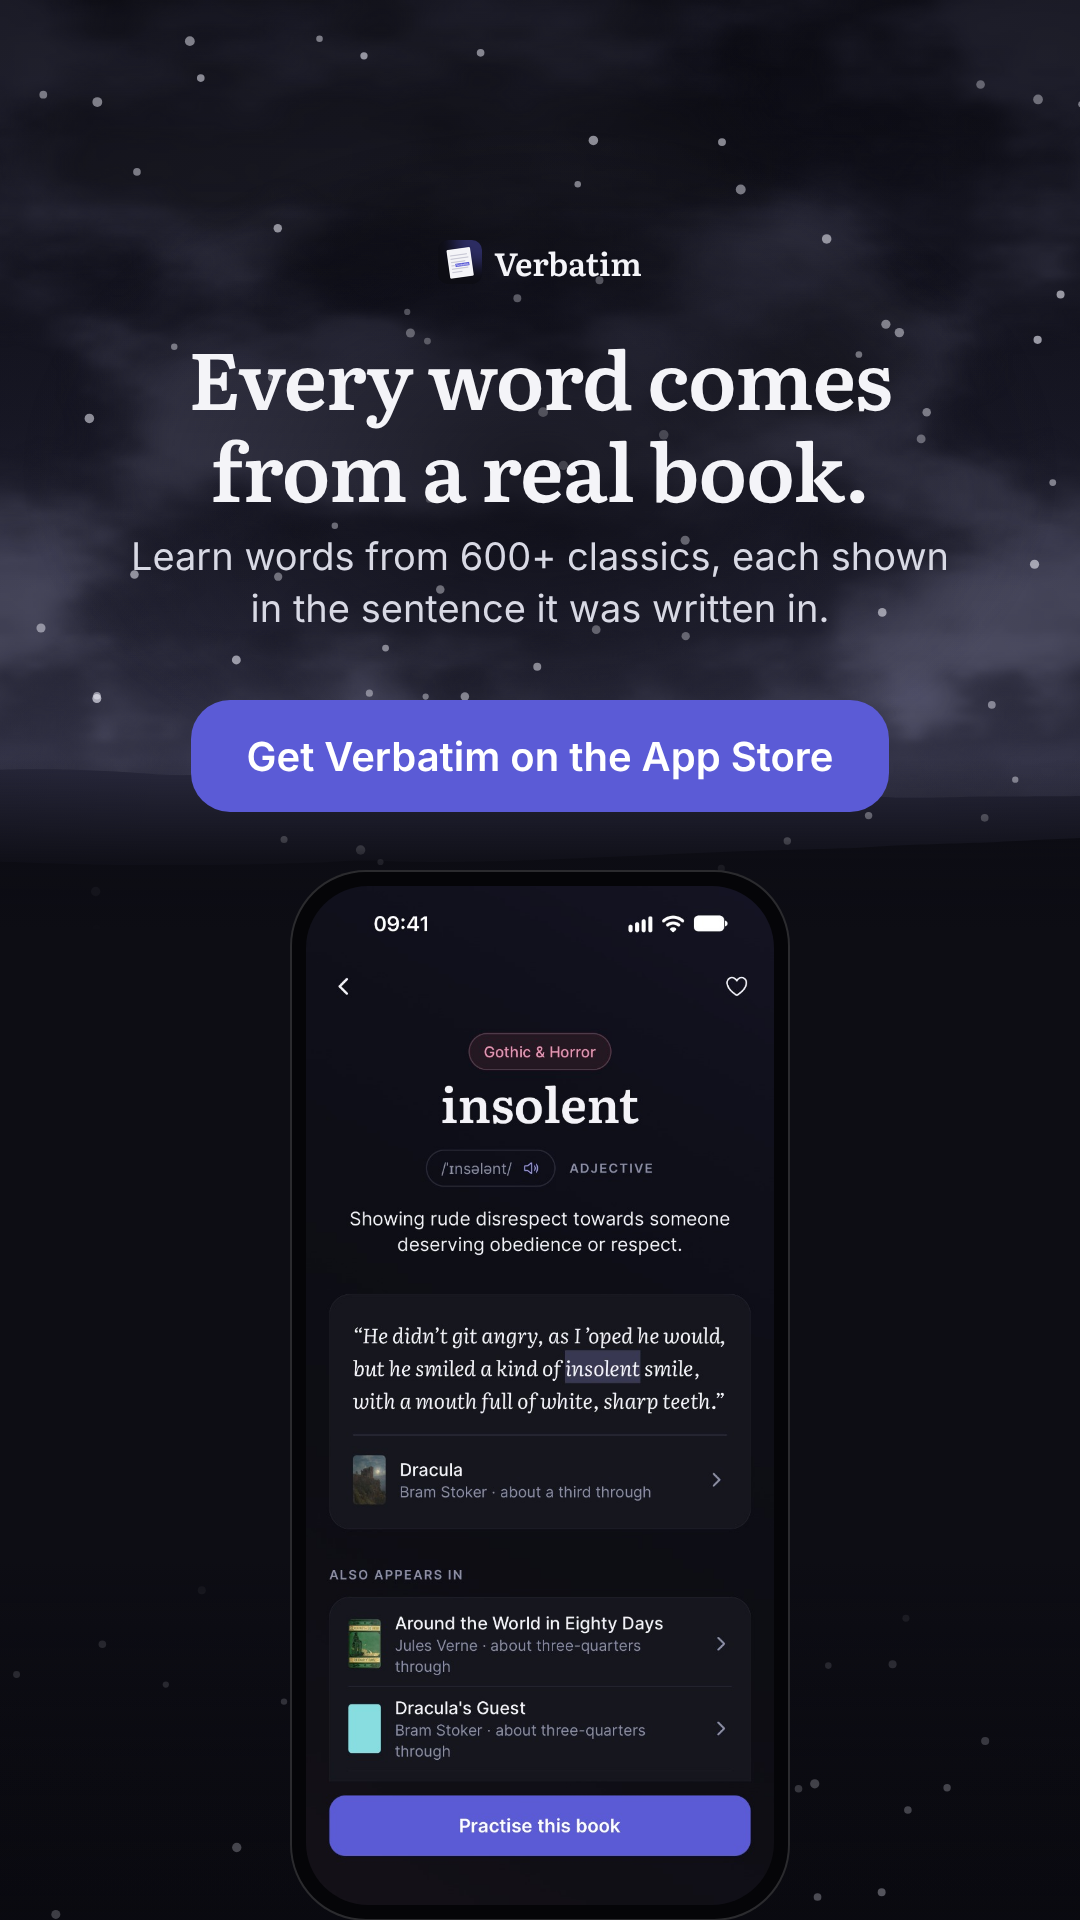 Verbatim
Every word comes
from a real book.
Learn words from 600+ classics, each shown
in the sentence it was written in.
Get Verbatim on the App Store
09:41
Gothic & Horror
insolent
/ˈɪnsələnt/
ADJECTIVE
Showing rude disrespect towards someone
deserving obedience or respect.
“He didn’t git angry, as I ’oped he would,
but he smiled a kind of insolent smile,
with a mouth full of white, sharp teeth.”
Dracula
Bram Stoker · about a third through
ALSO APPEARS IN
Around the World in Eighty Days
Jules Verne · about three-quarters
through
Dracula's Guest
Bram Stoker · about three-quarters
through
Practise this book